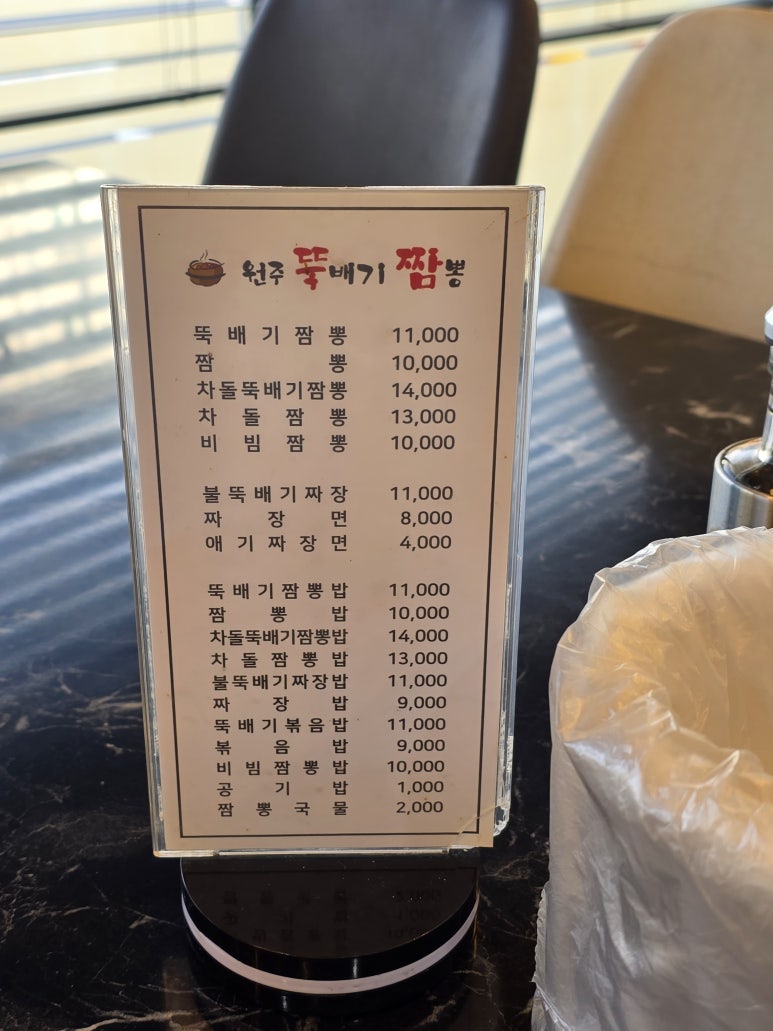 원주 뚝배기 짬뽕
뚝배기짬뽕 11,000
짬뽕 10,000
차돌뚝배기짬뽕 14,000
차돌짬뽕 13,000
비빔짬뽕 10,000
불뚝배기짜장 11,000
짜장면 8,000
애기짜장면 4,000
뚝배기짬뽕밥 11,000
짬뽕밥 10,000
차돌뚝배기짬뽕밥 14,000
차돌짬뽕밥 13,000
불뚝배기짜장밥 11,000
짜장밥 9,000
뚝배기볶음밥 11,000
볶음밥 9,000
비빔짬뽕밥 10,000
공기밥 1,000
짬뽕국물 2,000